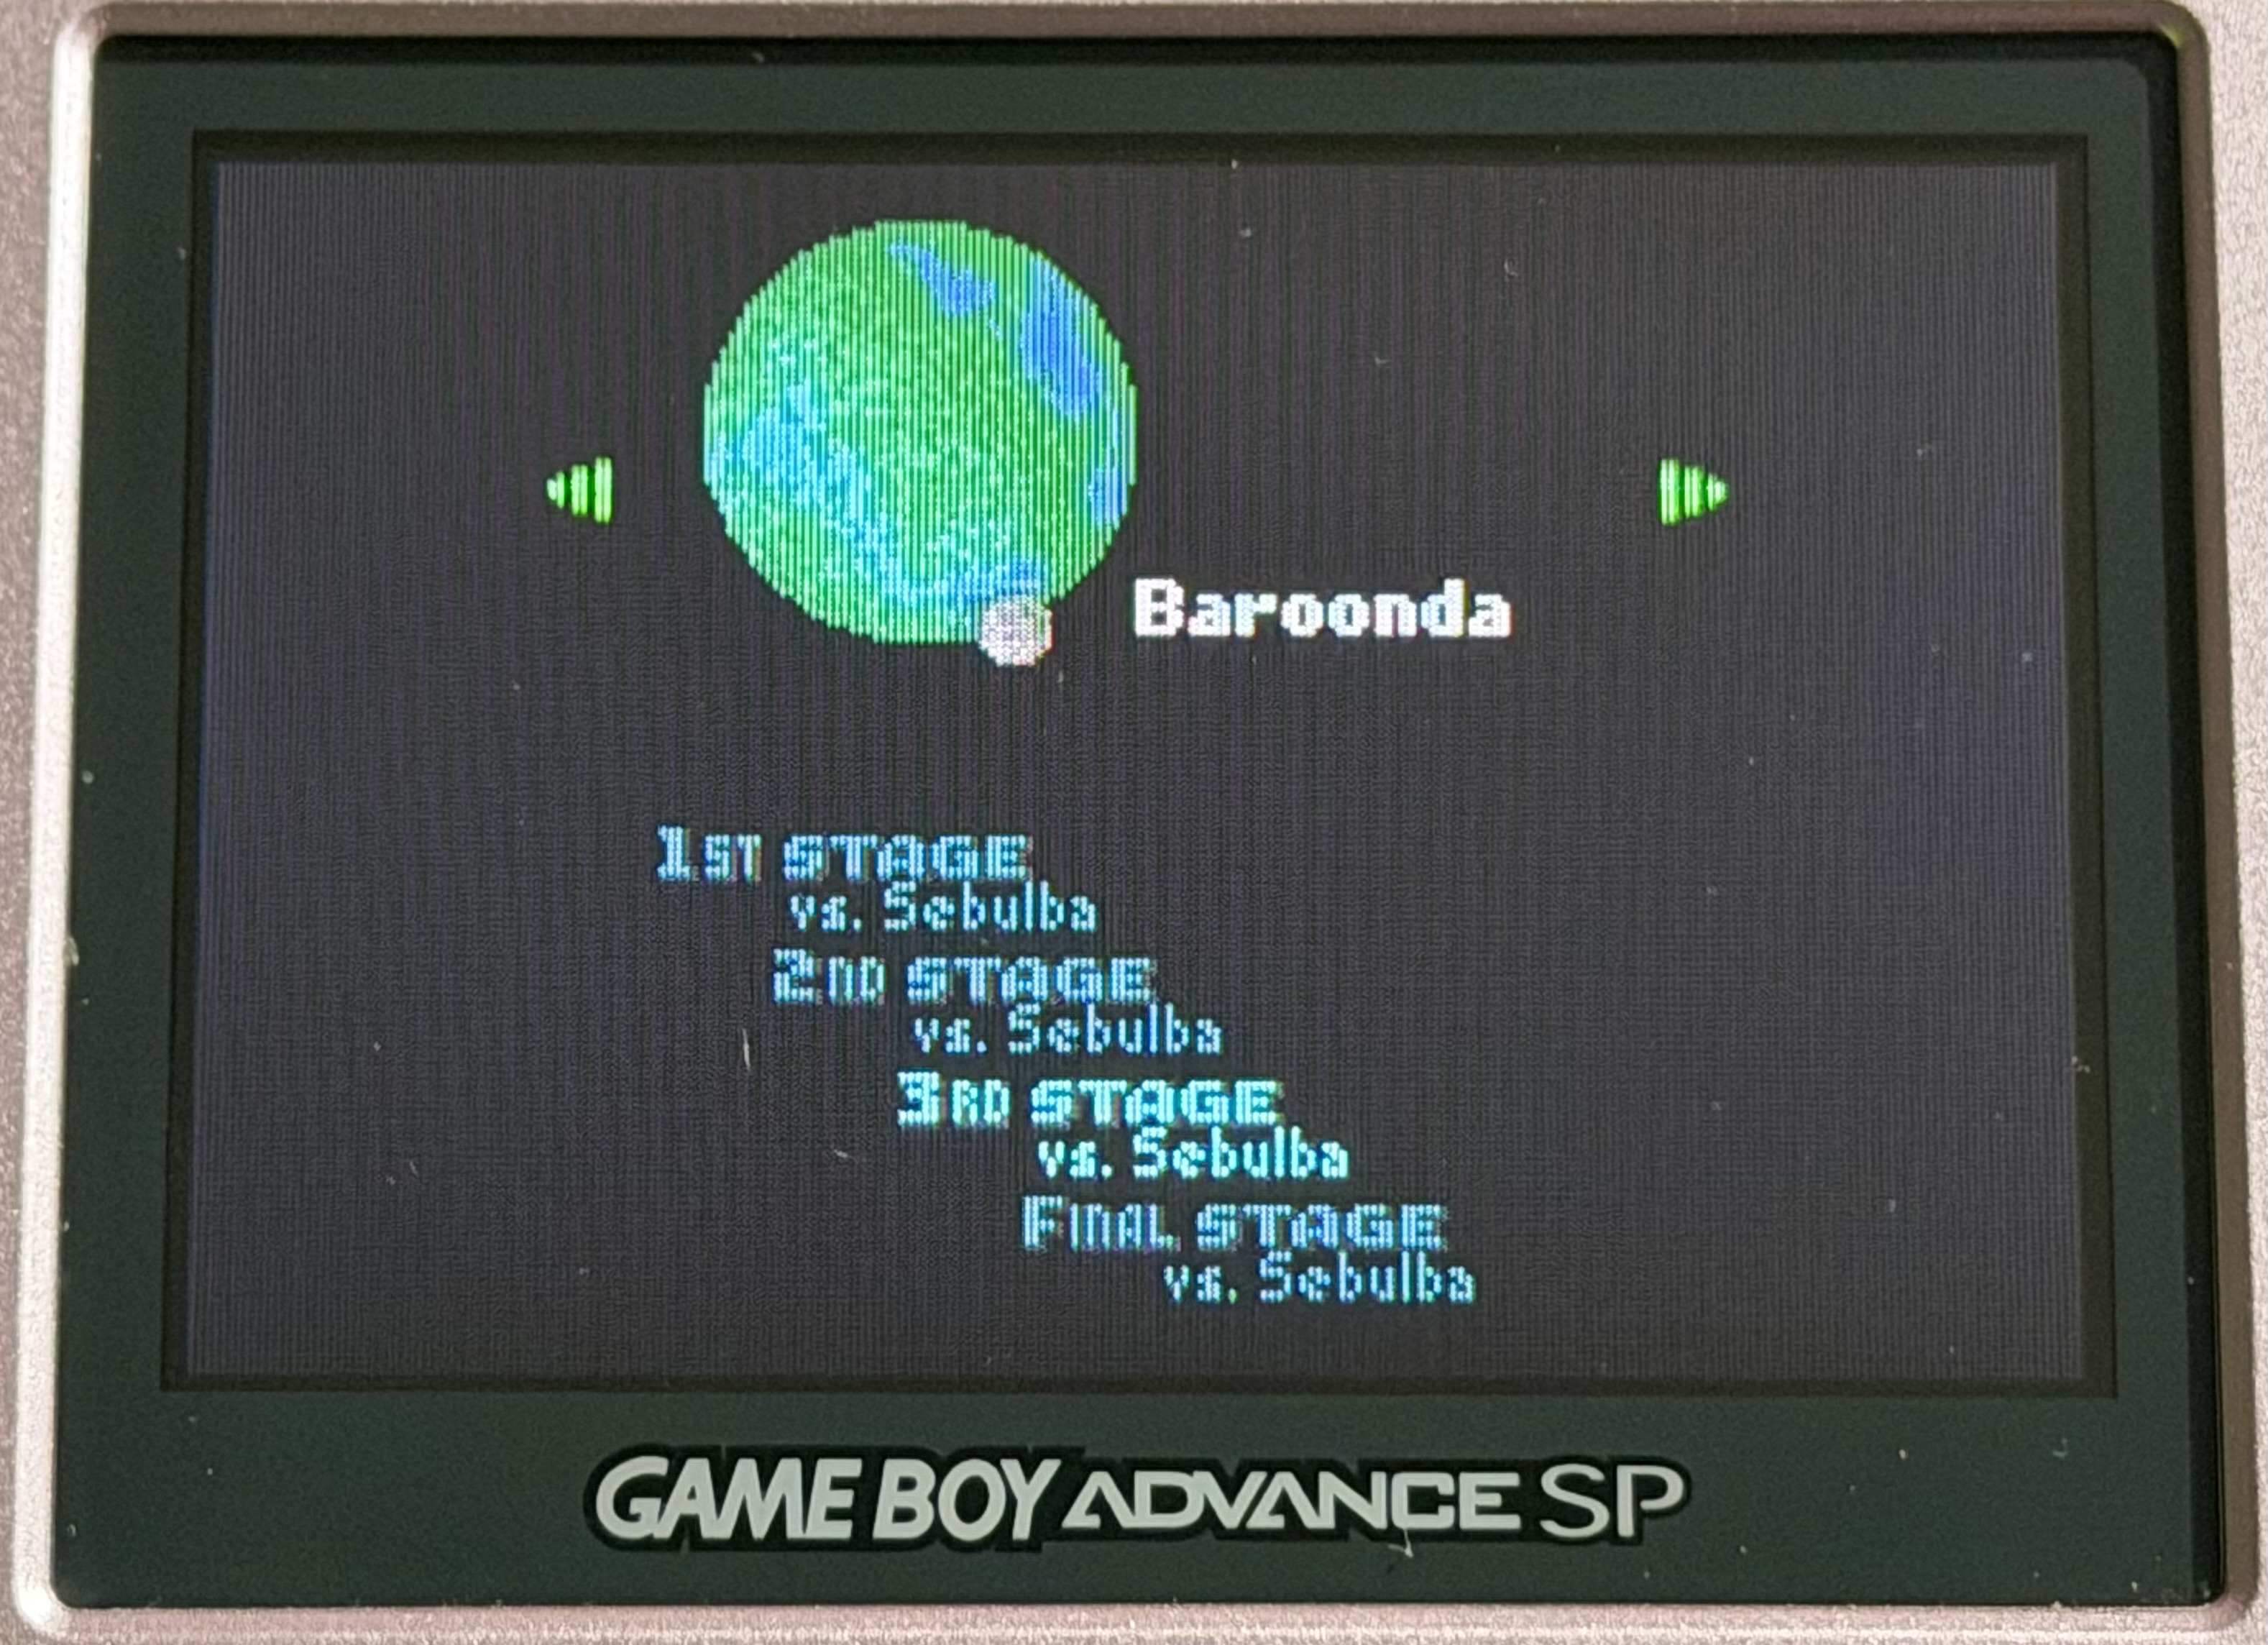 Baroonda
1ST STAGE
vs. Sebulba
2ND STAGE
vs. Sebulba
3RD STAGE
vs. Sebulba
FINAL STAGE
vs. Sebulba
GAME BOY ADVANCE SP